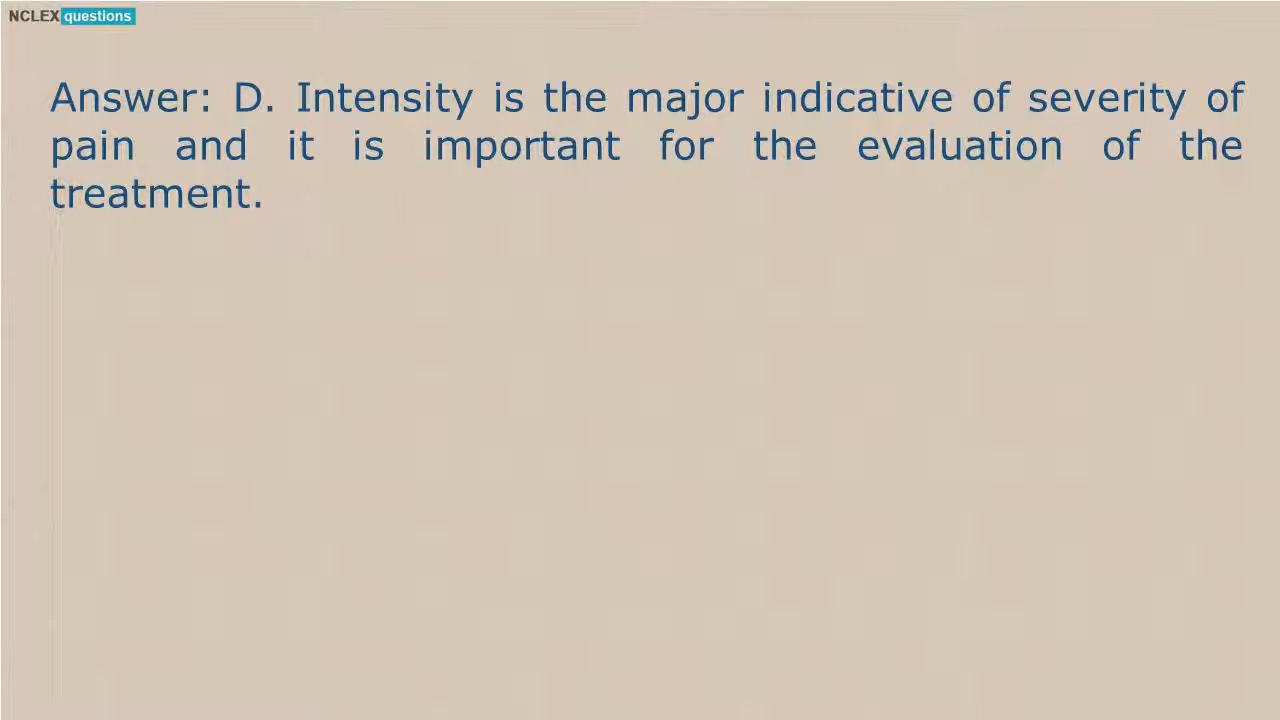 NCLEX questions
Answer: D. Intensity is the major indicative of severity of
pain and it is important for the evaluation of the
treatment.